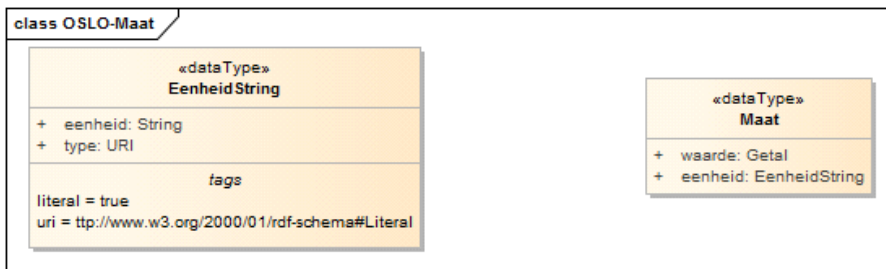 class OSLO-Maat
«dataType»
EenheidString
+ eenheid: String
+ type: URI
tags
literal = true
uri = ttp://www.w3.org/2000/01/rdf-schema#Literal
«dataType»
Maat
+ waarde: Getal
+ eenheid: EenheidString